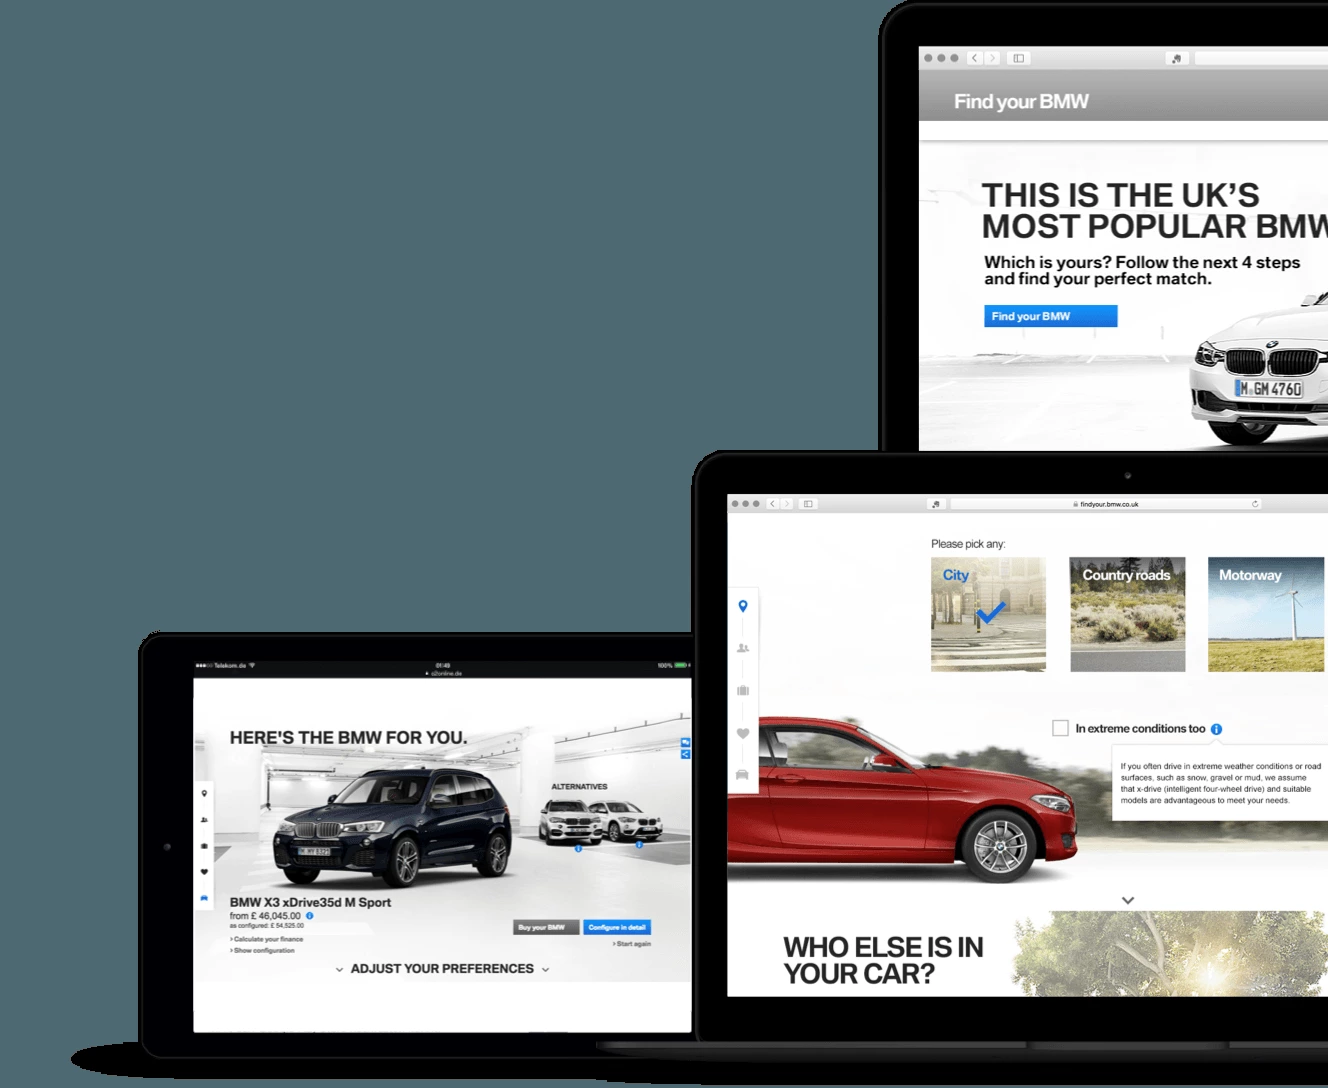 Find your BMW
THIS IS THE UK'S
MOST POPULAR BMW
Which is yours? Follow the next 4 steps
and find your perfect match.
Find your BMW
M GM 4760
findyour.bmw.co.uk
Please pick any:
City
Country roads
Motorway
In extreme conditions too
If you often drive in extreme weather conditions or road
surfaces, such as snow, gravel or mud, we assume
that x-drive (intelligent four-wheel drive) and suitable
models are advantageous to meet your needs.
WHO ELSE IS IN
YOUR CAR?
Telekom.de
01:49
100%
s2online.de
HERE'S THE BMW FOR YOU.
ALTERNATIVES
BMW X3 xDrive35d M Sport
from £ 46,045.00
as configured: £ 54,525.00
> Calculate your finance
> Show configuration
Buy your BMW
Configure in detail
> Start again
ADJUST YOUR PREFERENCES